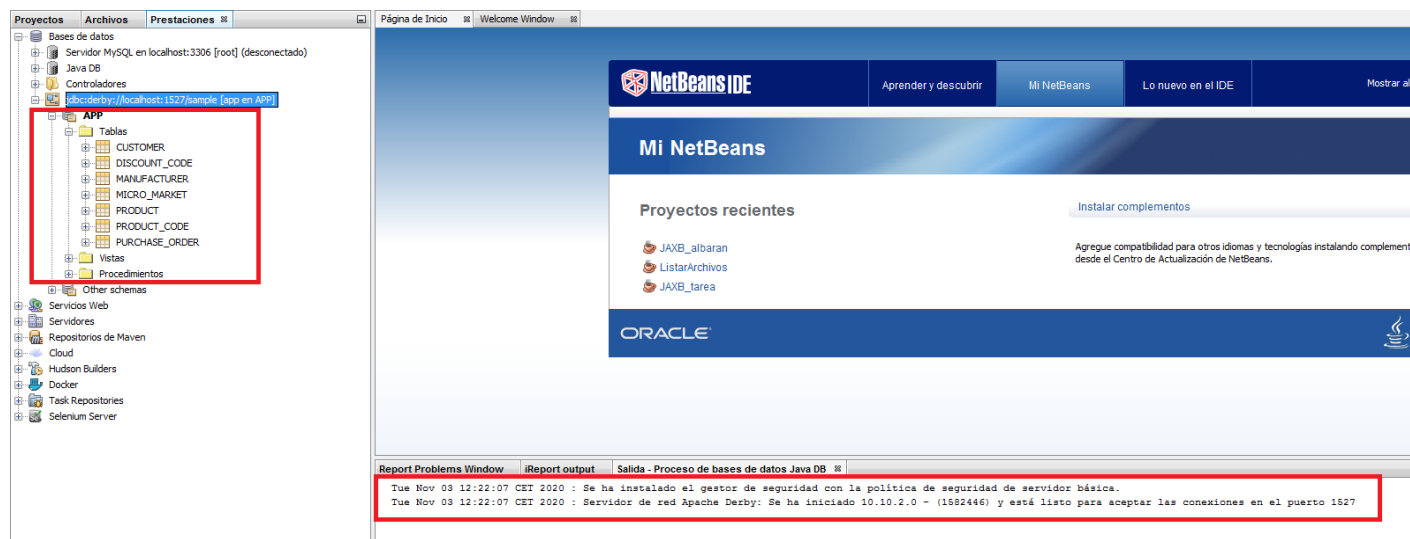 Proyectos Archivos Prestaciones
Bases de datos
Servidor MySQL en localhost:3306 [root] (desconectado)
Java DB
Controladores
jdbc:derby://localhost:1527/sample [app en APP]
APP
Tablas
CUSTOMER
DISCOUNT_CODE
MANUFACTURER
MICRO_MARKET
PRODUCT
PRODUCT_CODE
PURCHASE_ORDER
Vistas
Procedimientos
Other schemas
Servicios Web
Servidores
Repositorios de Maven
Cloud
Hudson Builders
Docker
Task Repositories
Selenium Server
Página de Inicio Welcome Window
NetBeans IDE
Aprender y descubrir Mi NetBeans Lo nuevo en el IDE Mostrar al
Mi NetBeans
Proyectos recientes
JAXB_albaran
ListarArchivos
JAXB_tarea
Instalar complementos
Agregue compatibilidad para otros idiomas y tecnologías instalando complement
desde el Centro de Actualización de NetBeans.
ORACLE
Report Problems Window iReport output Salida - Proceso de bases de datos Java DB
Tue Nov 03 12:22:07 CET 2020 : Se ha instalado el gestor de seguridad con la política de seguridad de servidor básica.
Tue Nov 03 12:22:07 CET 2020 : Servidor de red Apache Derby: Se ha iniciado 10.10.2.0 - (1582446) y está listo para aceptar las conexiones en el puerto 1527